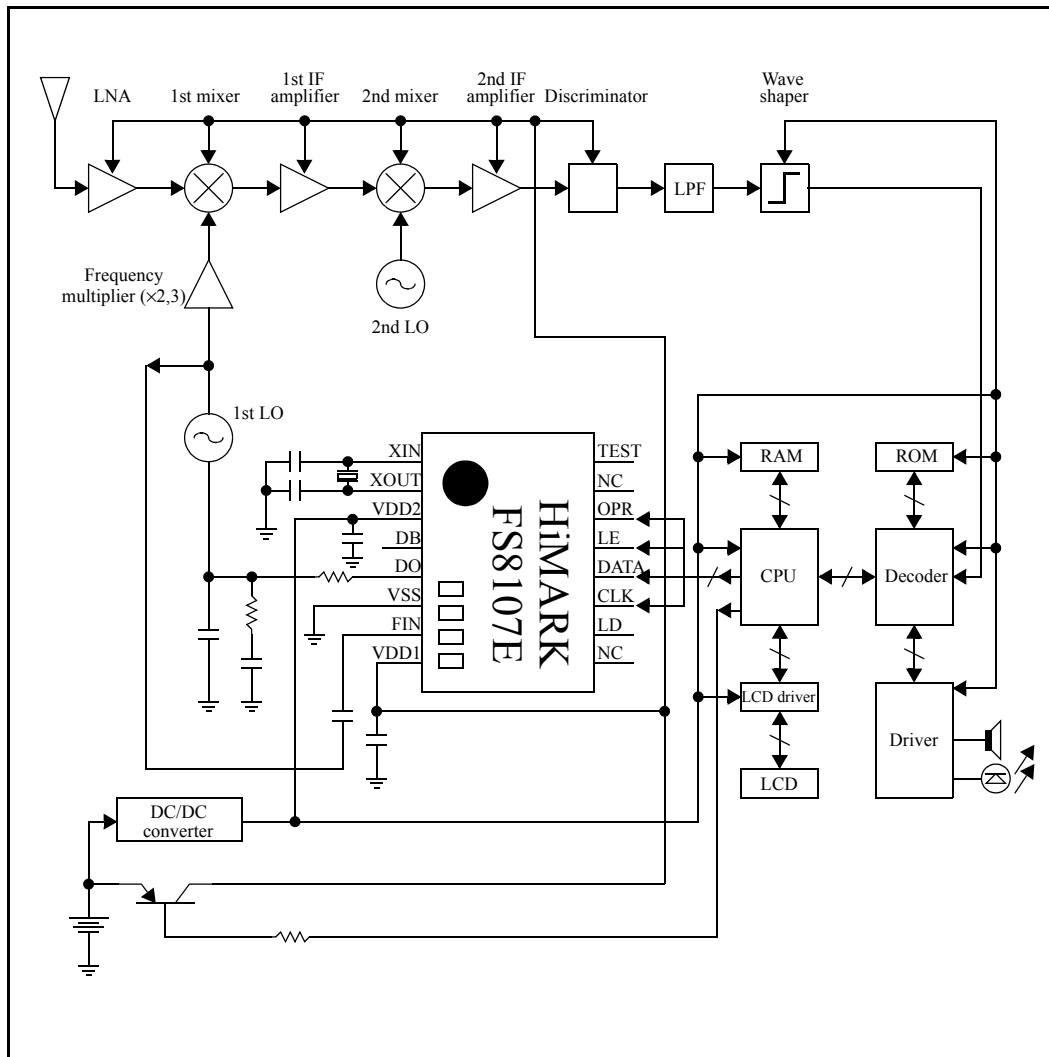 LNA
1st mixer
1st IF
amplifier
2nd mixer
2nd IF
amplifier
Discriminator
Wave
shaper
LPF
Frequency
multiplier (×2,3)
2nd LO
1st LO
XIN
XOUT
VDD2
DB
DO
VSS
FIN
VDD1
HiMARK
FS8107E
TEST
NC
OPR
LE
DATA
CLK
LD
NC
RAM
ROM
CPU
Decoder
LCD driver
Driver
LCD
DC/DC
converter